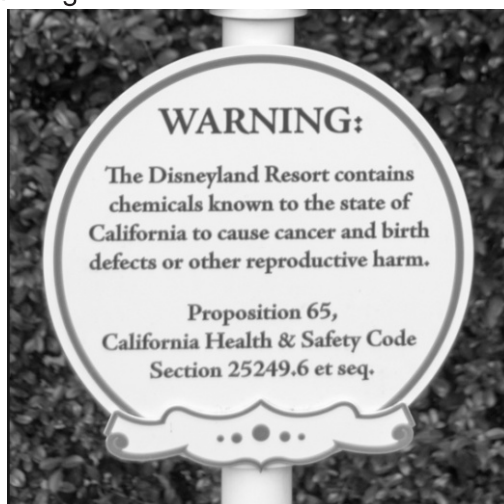 WARNING:
The Disneyland Resort contains
chemicals known to the state of
California to cause cancer and birth
defects or other reproductive harm.
Proposition 65,
California Health & Safety Code
Section 25249.6 et seq.